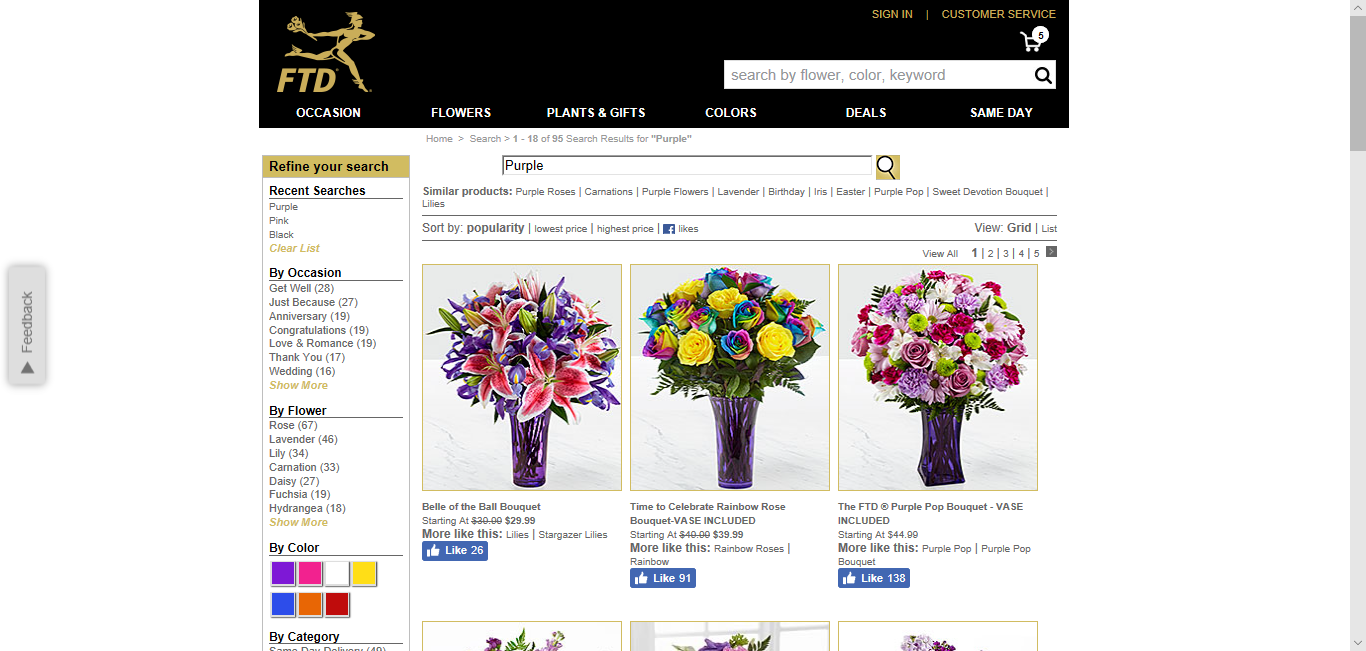 SIGN IN | CUSTOMER SERVICE
5
FTD
search by flower, color, keyword
OCCASION FLOWERS PLANTS & GIFTS COLORS DEALS SAME DAY
Home > Search > 1 - 18 of 95 Search Results for "Purple"
Refine your search
Recent Searches
Purple
Pink
Black
Clear List
By Occasion
Get Well (28)
Just Because (27)
Anniversary (19)
Congratulations (19)
Love & Romance (19)
Thank You (17)
Wedding (16)
Show More
By Flower
Rose (67)
Lavender (46)
Lily (34)
Carnation (33)
Daisy (27)
Fuchsia (19)
Hydrangea (18)
Show More
By Color
By Category
Same Day Delivery (49)
Feedback
Purple
Similar products: Purple Roses | Carnations | Purple Flowers | Lavender | Birthday | Iris | Easter | Purple Pop | Sweet Devotion Bouquet |
Lilies
Sort by: popularity | lowest price | highest price | f likes
View: Grid | List
View All 1 | 2 | 3 | 4 | 5 >
Belle of the Ball Bouquet
Starting At $39.99 $29.99
More like this: Lilies | Stargazer Lilies
Like 26
Time to Celebrate Rainbow Rose
Bouquet-VASE INCLUDED
Starting At $49.99 $39.99
More like this: Rainbow Roses |
Rainbow
Like 91
The FTD ® Purple Pop Bouquet - VASE
INCLUDED
Starting At $44.99
More like this: Purple Pop | Purple Pop
Bouquet
Like 138